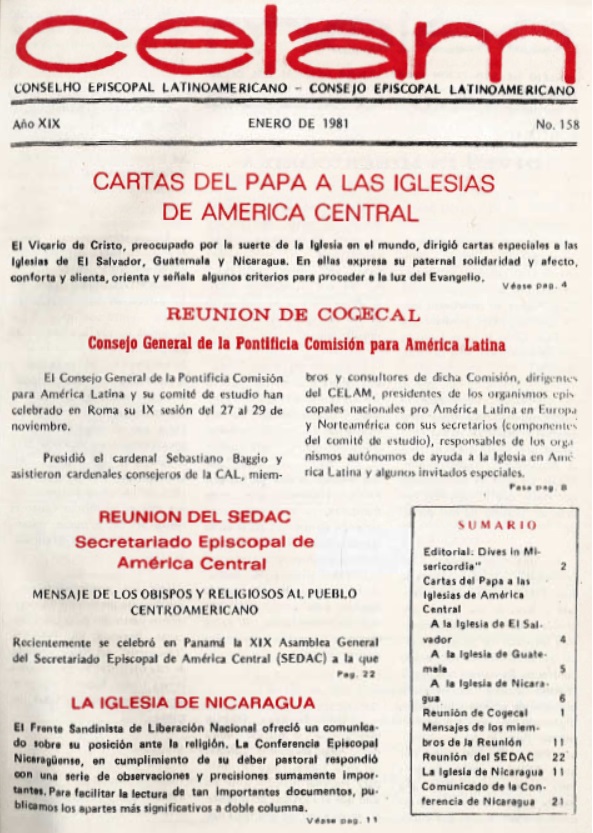 celam
CONSELHO EPISCOPAL LATINOAMERICANO – CONSEJO EPISCOPAL LATINOAMERICANO
Año XIX ENERO DE 1981 No. 158
CARTAS DEL PAPA A LAS IGLESIAS
DE AMERICA CENTRAL
El Vicario de Cristo, preocupado por la suerte de la Iglesia en el mundo, dirigió cartas especiales a las
Iglesias de El Salvador, Guatemala y Nicaragua. En ellas expresa su paternal solidaridad y afecto,
conforta y alienta, orienta y señala algunos criterios para proceder a la luz del Evangelio.
Véase pag. 4
REUNION DE COGECAL
Consejo General de la Pontificia Comisión para América Latina
El Consejo General de la Pontificia Comisión
para América Latina y su comité de estudio han
celebrado en Roma su IX sesión del 27 al 29 de
noviembre.
Presidió el cardenal Sebastiano Baggio y
asistieron cardenales consejeros de la CAL, miem-
bros y consultores de dicha Comisión, dirigentes
del CELAM, presidentes de los organismos epis-
copales nacionales pro América Latina en Europa
y Norteamérica con sus secretarios (componentes
del comité de estudio), responsables de los orga-
nismos autónomos de ayuda a la Iglesia en Amé-
rica Latina y algunos invitados especiales.
Pasa pag. 8
REUNION DEL SEDAC
Secretariado Episcopal de
América Central
MENSAJE DE LOS OBISPOS Y RELIGIOSOS AL PUEBLO
CENTROAMERICANO
Recientemente se celebró en Panamá la XIX Asamblea General
del Secretariado Episcopal de América Central (SEDAC) a la que
Pag. 22
LA IGLESIA DE NICARAGUA
El Frente Sandinista de Liberación Nacional ofreció un comunica-
do sobre su posición ante la religión. La Conferencia Episcopal
Nicaragüense, en cumplimiento de su deber pastoral respondió
con una serie de observaciones y precisiones sumamente impor-
tantes. Para facilitar la lectura de tan importantes documentos, pu-
blicamos los apartes más significativos a doble columna.
Véase pag. 11
SUMARIO
Editorial: Dives in Mi-
sericordia" 2
Cartas del Papa a las
Iglesias de América
Central
A la Iglesia de El Sal-
vador 4
A la Iglesia de Guate-
mala 5
A la Iglesia de Nicara-
gua 6
Reunión de Cogecal 1
Mensajes de los miem-
bros de la Reunión 11
Reunión del SEDAC 22
La Iglesia de Nicaragua 11
Comunicado de la Con-
ferencia de Nicaragua 21